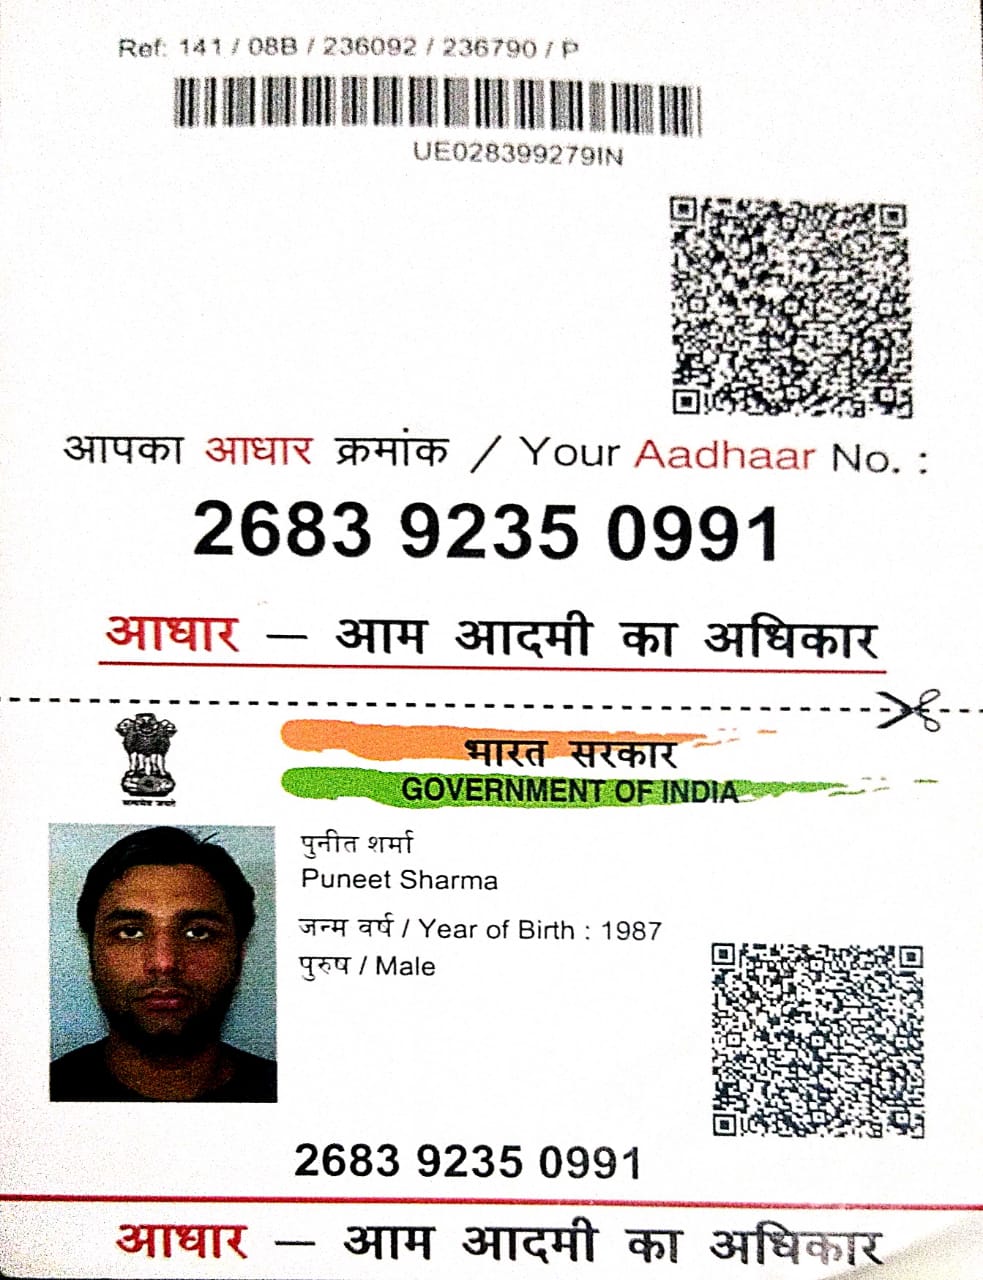 Ref: 141 / 08B / 236092 / 236790 / P
UE028399279IN
आपका आधार क्रमांक / Your Aadhaar No. :
2683 9235 0991
आधार – आम आदमी का अधिकार
भारत सरकार
GOVERNMENT OF INDIA
सत्यमेव जयते
पुनीत शर्मा
Puneet Sharma
जन्म वर्ष / Year of Birth : 1987
पुरुष / Male
2683 9235 0991
आधार – आम आदमी का अधिकार